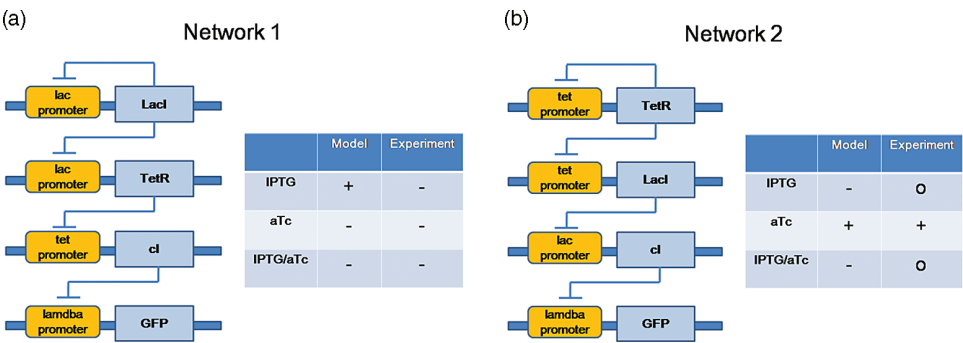 (a)
Network 1
lac
promoter
LacI
lac
promoter
TetR
tet
promoter
cI
lamdba
promoter
GFP
Model Experiment
IPTG + -
aTc - -
IPTG/aTc - -
(b)
Network 2
tet
promoter
TetR
tet
promoter
LacI
lac
promoter
cI
lamdba
promoter
GFP
Model Experiment
IPTG - O
aTc + +
IPTG/aTc - O